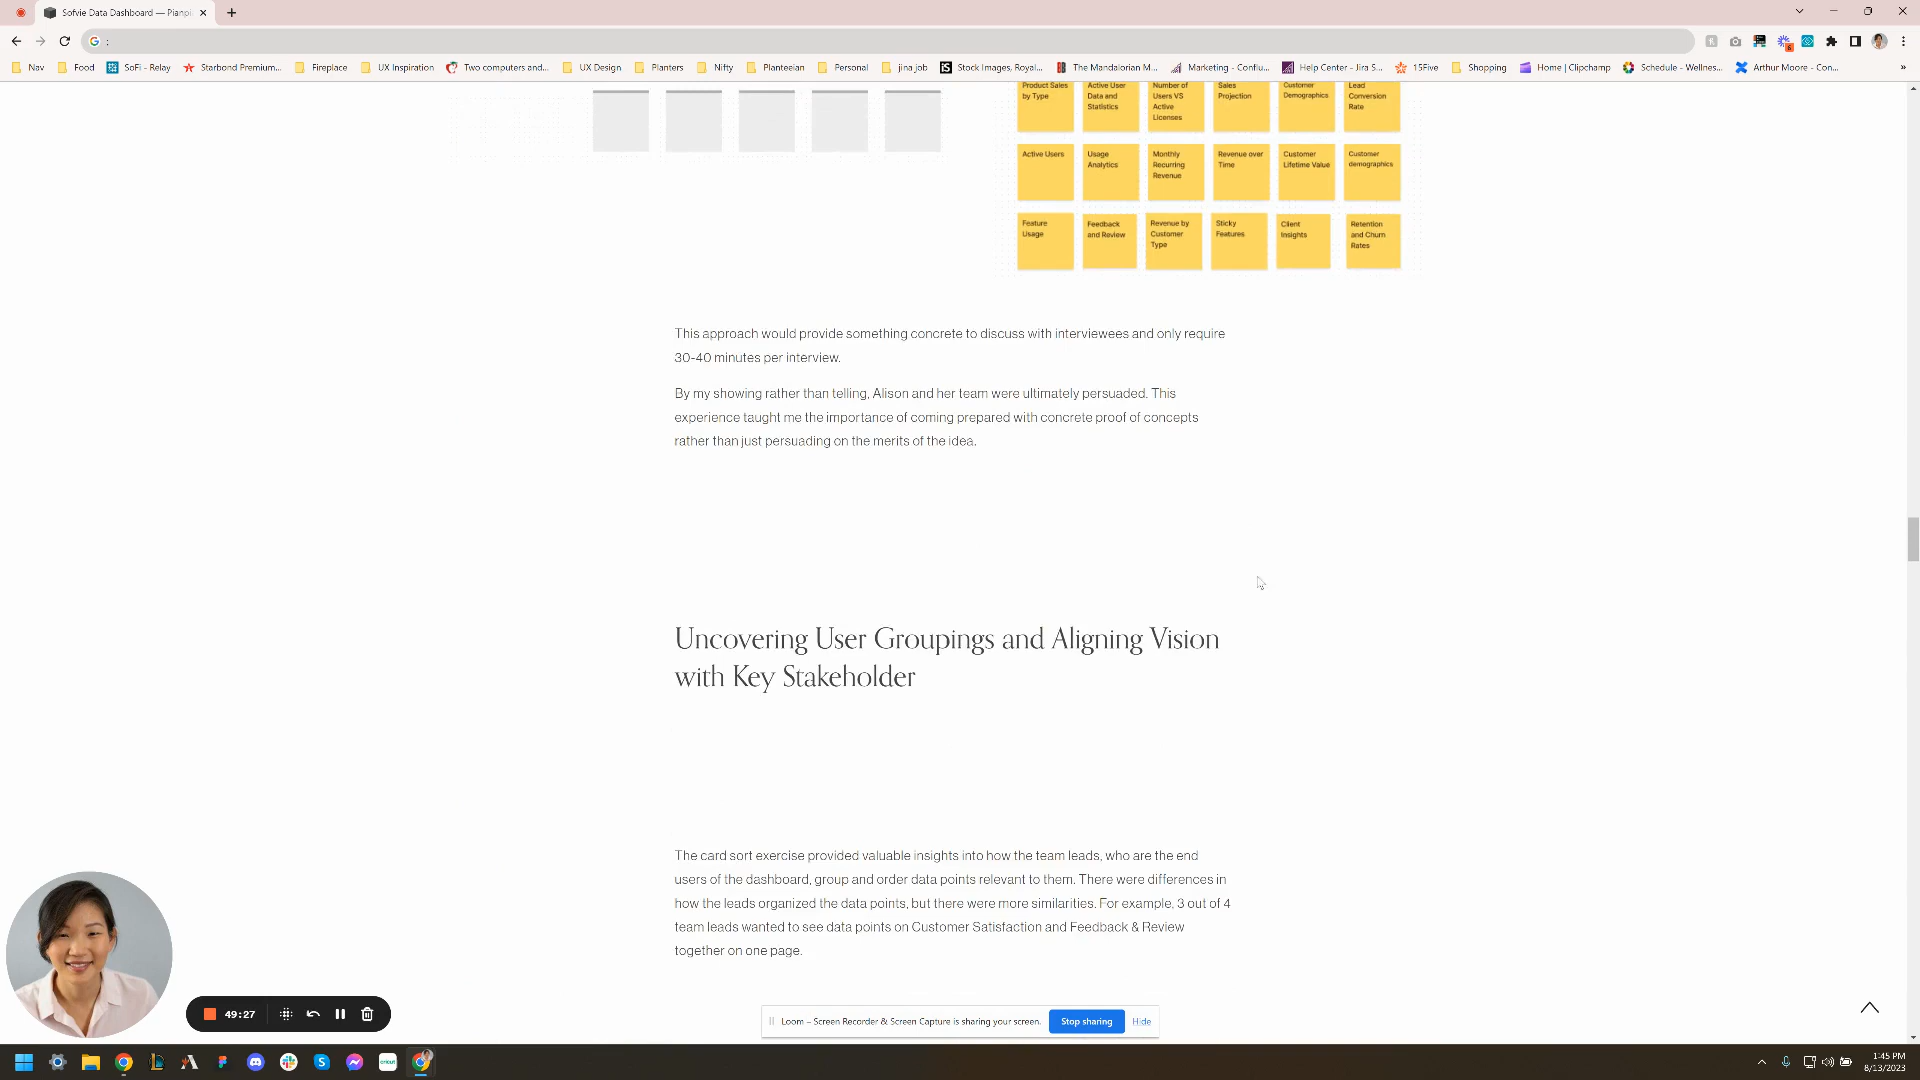 Sofvie Data Dashboard — Pianpi
:
Nav
Food
SoFi - Relay
Starbond Premium...
Fireplace
UX Inspiration
Two computers and...
UX Design
Planters
Nifty
Planteeian
Personal
jina job
Stock Images, Royal...
The Mandalorian M...
Marketing - Conflu...
Help Center - Jira S...
15Five
Shopping
Home | Clipchamp
Schedule - Wellnes...
Arthur Moore - Con...
»
Product Sales
by Type
Active User
Data and
Statistics
Number of
Users VS
Active
Licenses
Sales
Projection
Customer
Demographics
Lead
Conversion
Rate
Active Users
Usage
Analytics
Monthly
Recurring
Revenue
Revenue over
Time
Customer
Lifetime Value
Customer
demographics
Feature
Usage
Feedback
and Review
Revenue by
Customer
Type
Sticky
Features
Client
Insights
Retention
and Churn
Rates
This approach would provide something concrete to discuss with interviewees and only require
30-40 minutes per interview.
By my showing rather than telling, Alison and her team were ultimately persuaded. This
experience taught me the importance of coming prepared with concrete proof of concepts
rather than just persuading on the merits of the idea.
Uncovering User Groupings and Aligning Vision
with Key Stakeholder
The card sort exercise provided valuable insights into how the team leads, who are the end
users of the dashboard, group and order data points relevant to them. There were differences in
how the leads organized the data points, but there were more similarities. For example, 3 out of 4
team leads wanted to see data points on Customer Satisfaction and Feedback & Review
together on one page.
49:27
Loom – Screen Recorder & Screen Capture is sharing your screen.
Stop sharing
Hide
1:45 PM
8/13/2023